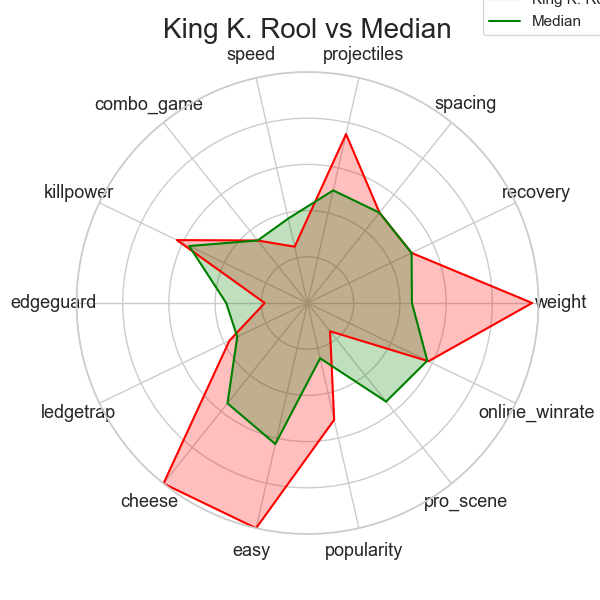 King K. Rool vs Median
King K.
Median
speed
projectiles
combo_game
spacing
killpower
recovery
edgeguard
weight
ledgetrap
online_winrate
cheese
pro_scene
easy
popularity